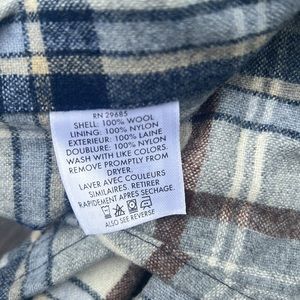 RN 29685
SHELL: 100% WOOL
LINING: 100% NYLON
EXTERIEUR: 100% LAINE
DOUBLURE: 100% NYLON
WASH WITH LIKE COLORS.
REMOVE PROMPTLY FROM
DRYER.
LAVER AVEC COULEURS
SIMILAIRES. RETIRER
RAPIDEMENT APRES SECHAGE.
ALSO SEE REVERSE